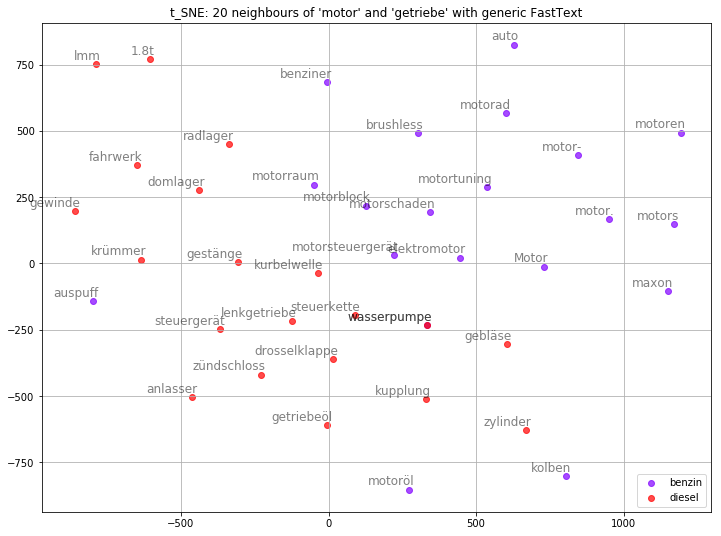 t_SNE: 20 neighbours of 'motor' and 'getriebe' with generic FastText
auto
lmm
1.8t
benziner
motorad
brushless
motoren
radlager
motor-
fahrwerk
domlager
motorraum
motortuning
gewinde
motorblock
motorschaden
motor.
motors
krümmer
gestänge
motorsteuergerät
elektromotor
Motor
kurbelwelle
auspuff
maxon
lenkgetriebe
steuerkette
steuergerät
wasserpumpe
gebläse
drosselklappe
zündschloss
anlasser
kupplung
getriebeöl
zylinder
kolben
motoröl
750
500
250
0
−250
−500
−750
−500
0
500
1000
benzin
diesel